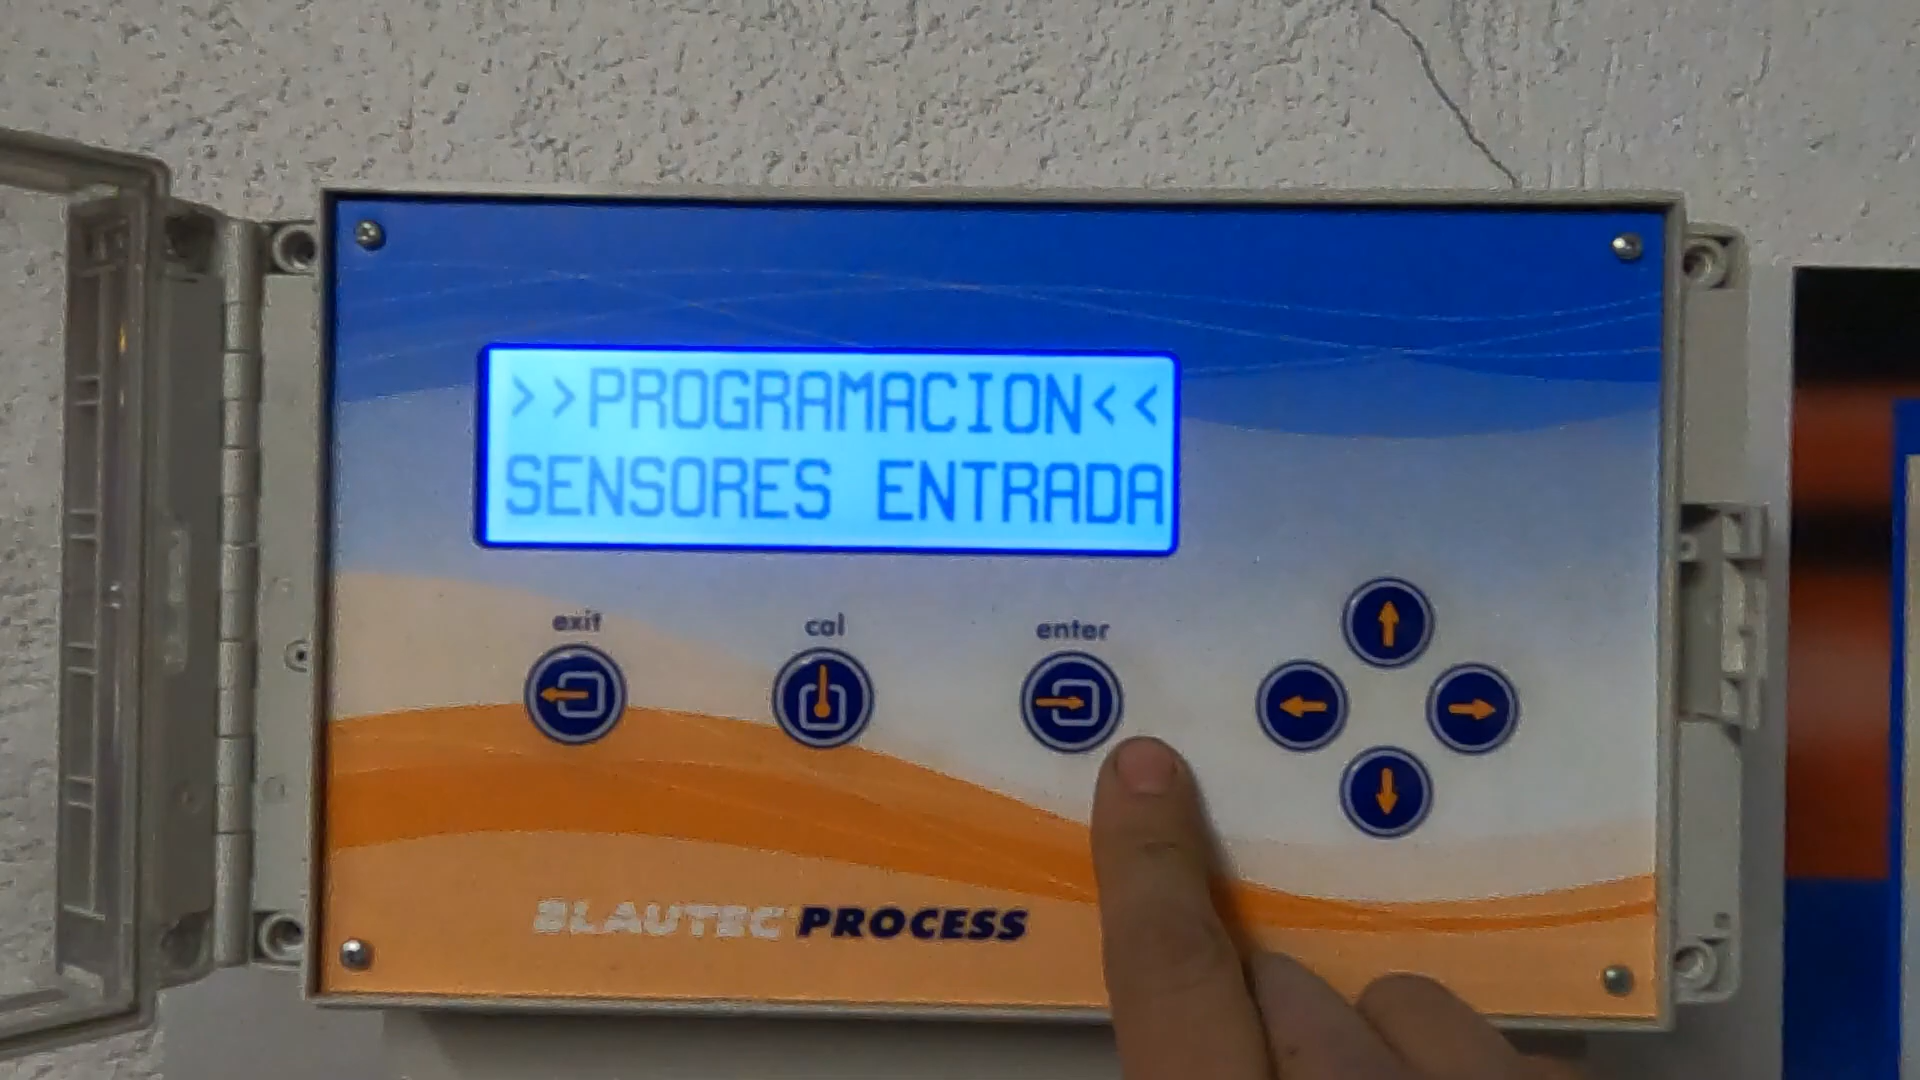 >>PROGRAMACION<<
SENSORES ENTRADA
exit
cal
enter
BLAUTEC PROCESS